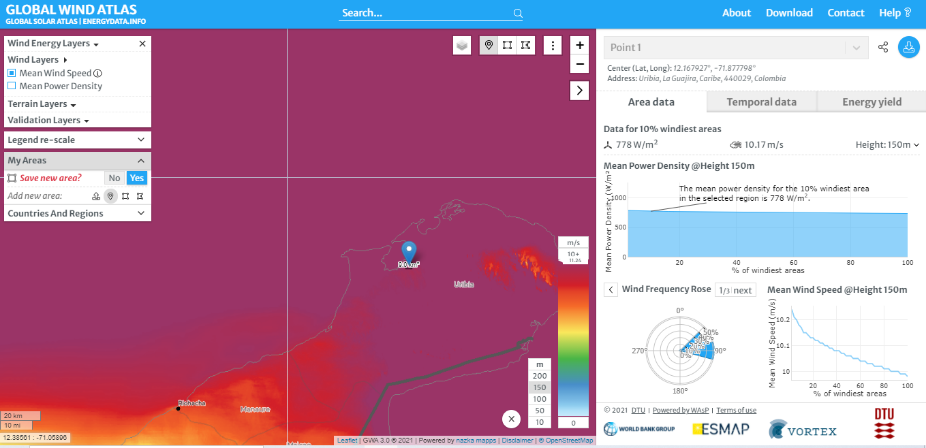 GLOBAL WIND ATLAS
GLOBAL SOLAR ATLAS | ENERGYDATA.INFO
Search...
About Download Contact Help
Wind Energy Layers
Wind Layers
Mean Wind Speed
Mean Power Density
Terrain Layers
Validation Layers
Legend re-scale
My Areas
Save new area? No Yes
Add new area:
Countries And Regions
Uribia
Riohacha
Manaure
20 km
10 mi
12.38561 : -71.05896
m/s
10+
11.25
0
m
200
150
100
50
10
Leaflet | GWA 3.0 © 2021 | Powered by nazka mapps | Disclaimer | © OpenStreetMap
Point 1
Center (Lat, Long): 12.167927°, -71.877798°
Address: Uribia, La Guajira, Caribe, 440029, Colombia
Area data Temporal data Energy yield
Data for 10% windiest areas
778 W/m² 10.17 m/s Height: 150m
Mean Power Density @Height 150m
Mean Power Density (W/m²)
The mean power density for the 10% windiest area
in the selected region is 778 W/m².
1000
500
0
20 40 60 80 100
% of windiest areas
Wind Frequency Rose 1/3 next
0°
270° 90°
180°
50%
0%
Mean Wind Speed @Height 150m
Mean Wind Speed (m/s)
10.2
10.1
10
20 40 60 80 100
% of windiest areas
© 2021 | DTU | Powered by WAsP | Terms of use
WORLD BANK GROUP
ESMAP
VORTEX
DTU